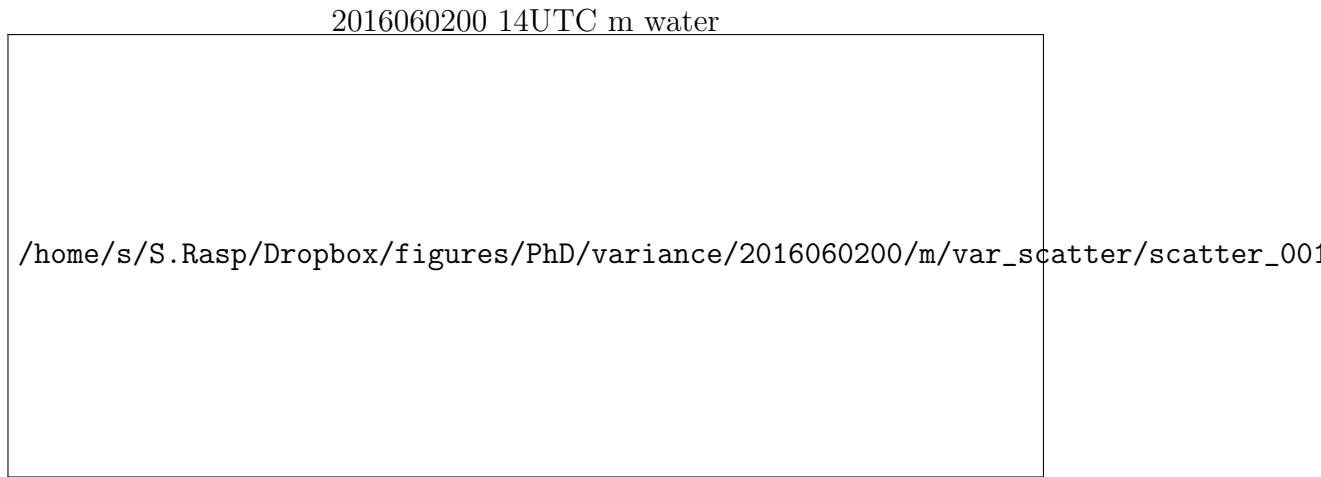 2016060200 14UTC m water
/home/s/S.Rasp/Dropbox/figures/PhD/variance/2016060200/m/var_scatter/scatter_001